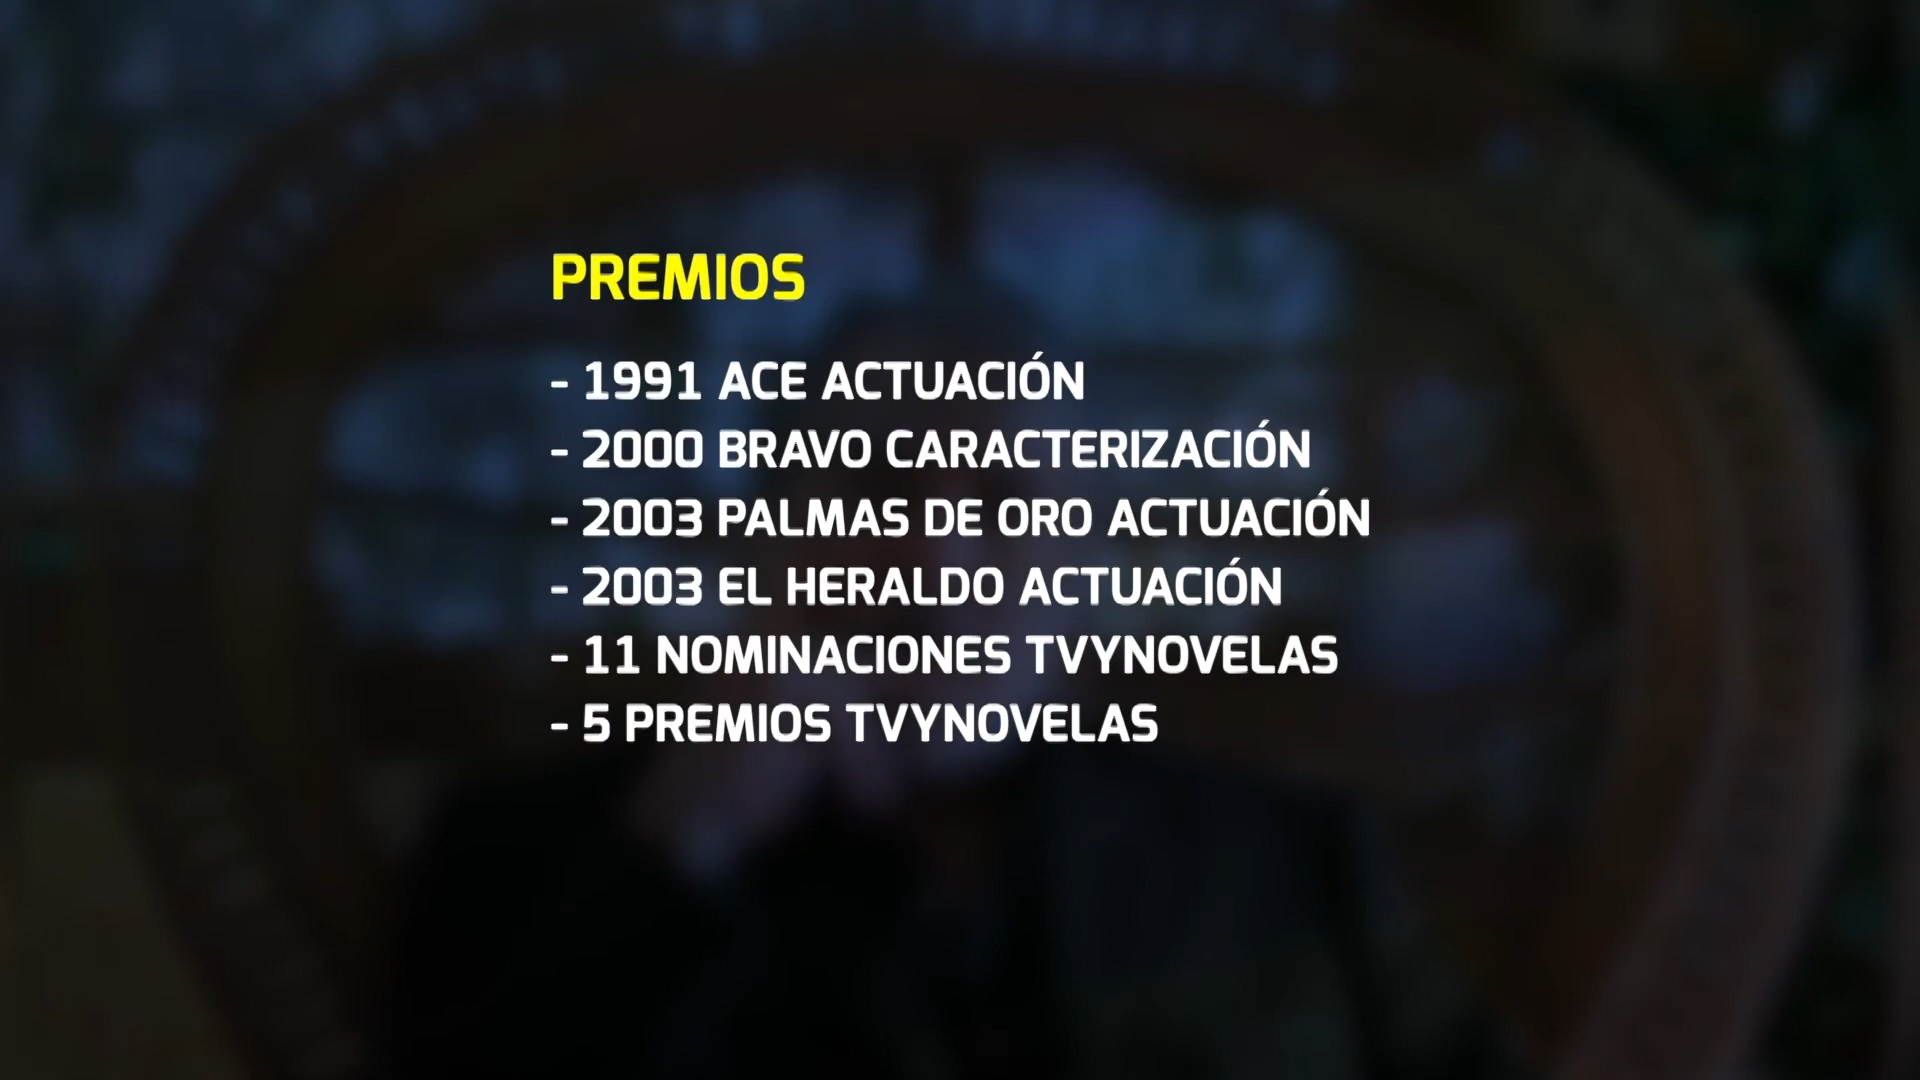 PREMIOS
- 1991 ACE ACTUACIÓN
- 2000 BRAVO CARACTERIZACIÓN
- 2003 PALMAS DE ORO ACTUACIÓN
- 2003 EL HERALDO ACTUACIÓN
- 11 NOMINACIONES TVYNOVELAS
- 5 PREMIOS TVYNOVELAS